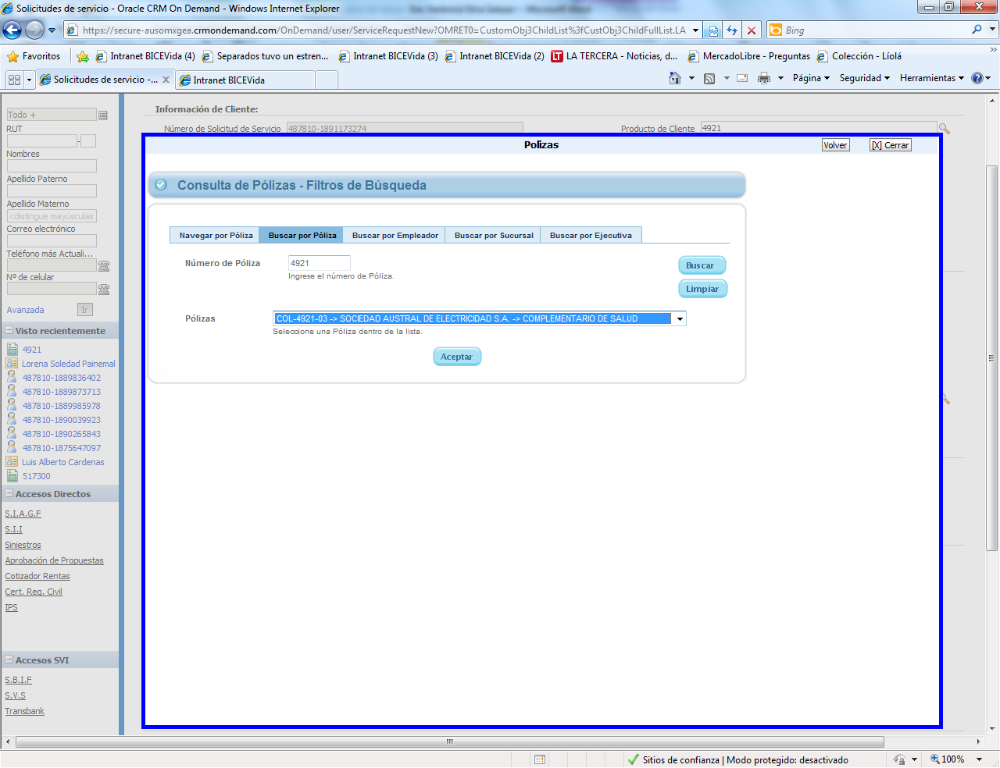 Solicitudes de servicio - Oracle CRM On Demand - Windows Internet Explorer
https://secure-ausomxgea.crmondemand.com/OnDemand/user/ServiceRequestNew?OMRET0=CustomObj3ChildList%3fCustObj3ChildFullList.LA
Bing
Favoritos
Intranet BICEVida (4)
Separados tuvo un estren...
Intranet BICEVida (3)
Intranet BICEVida (2)
LT LA TERCERA - Noticias, d...
MercadoLibre - Preguntas
Colección - Líolá
Solicitudes de servicio -...
Intranet BICEVida
Página
Seguridad
Herramientas
Todo +
RUT
-
Nombres
Apellido Paterno
Apellido Materno
<distingue mayúsculas
Correo electrónico
Teléfono más Actuali...
Nº de celular
Avanzada
Ir
Visto recientemente
4921
Lorena Soledad Painemal
487810-1889836402
487810-1889873713
487810-1889985978
487810-1890039923
487810-1890265843
487810-1875647097
Luis Alberto Cardenas
517300
Accesos Directos
S.I.A.G.F
S.I.I
Siniestros
Aprobación de Propuestas
Cotizador Rentas
Cert. Reg. Civil
IPS
Accesos SVI
S.B.I.F
S.V.S
Transbank
Información de Cliente:
Número de Solicitud de Servicio 487810-1891173274
Producto de Cliente 4921
Polizas
Volver
[X] Cerrar
Consulta de Pólizas - Filtros de Búsqueda
Navegar por Póliza
Buscar por Póliza
Buscar por Empleador
Buscar por Sucursal
Buscar por Ejecutiva
Número de Póliza
4921
Ingrese el número de Póliza.
Buscar
Limpiar
Pólizas
COL-4921-03 -> SOCIEDAD AUSTRAL DE ELECTRICIDAD S.A. -> COMPLEMENTARIO DE SALUD
Seleccione una Póliza dentro de la lista.
Aceptar
Sitios de confianza | Modo protegido: desactivado
100%